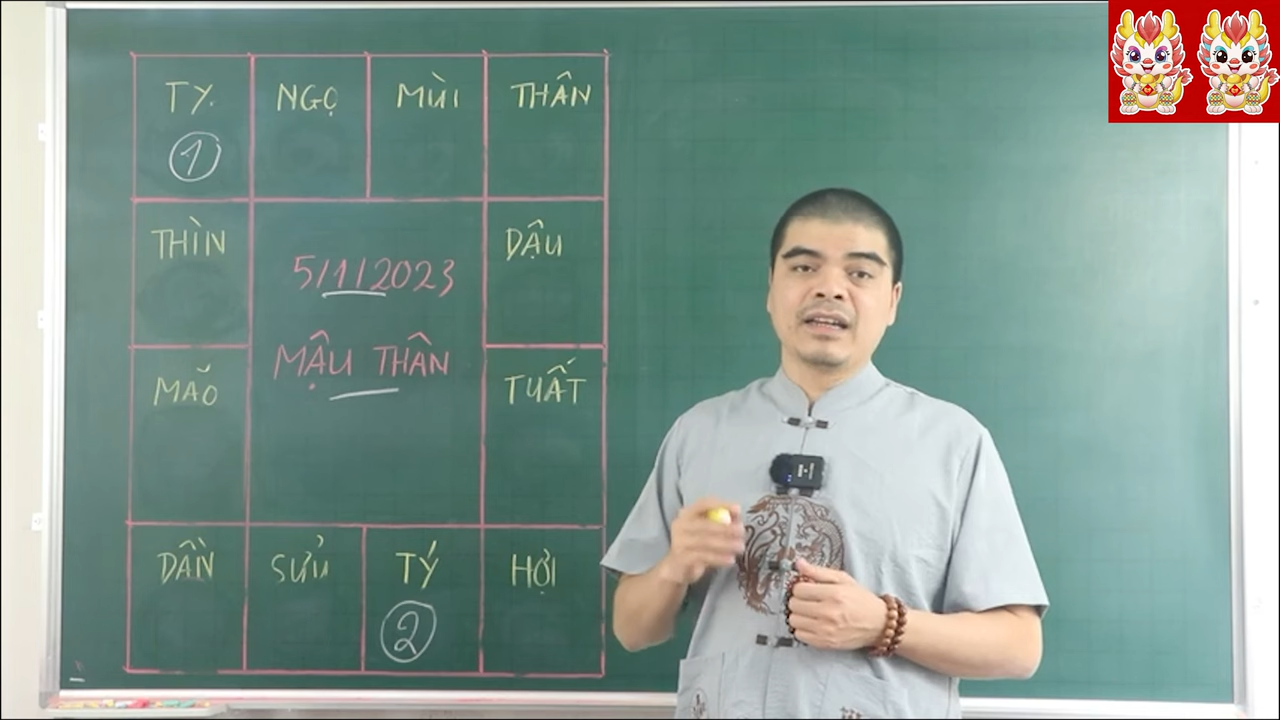 TỴ.
NGỌ
MÙI
THÂN
1
THÌN
DẬU
5/1/2023
MẬU THÂN
MÃO
TUẤT
DẦN
SỬU
TÝ
HỢI
2